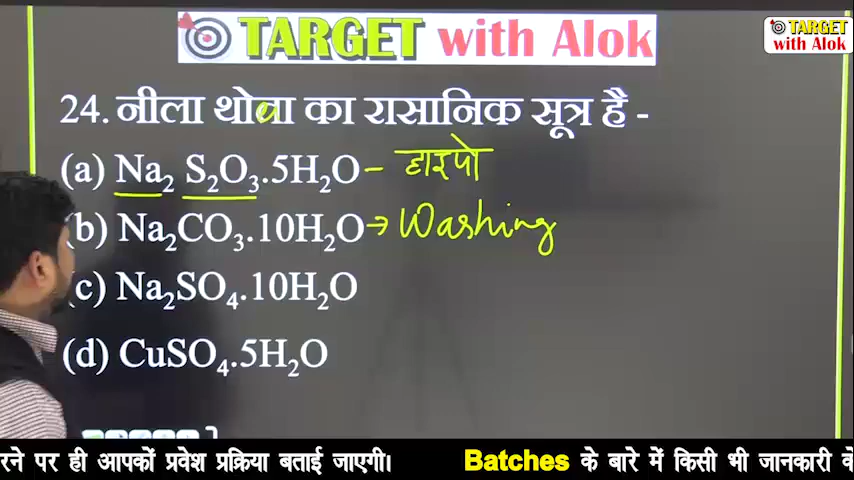 TARGET with Alok
TARGET
with Alok
24. नीला थोथा का रासानिक सूत्र है -
(a) Na₂ S₂O₃.5H₂O - हाइपो
(b) Na₂CO₃.10H₂O → Washing
(c) Na₂SO₄.10H₂O
(d) CuSO₄.5H₂O
रने पर ही आपकों प्रवेश प्रक्रिया बताई जाएगी। Batches के बारे में किसी भी जानकारी के